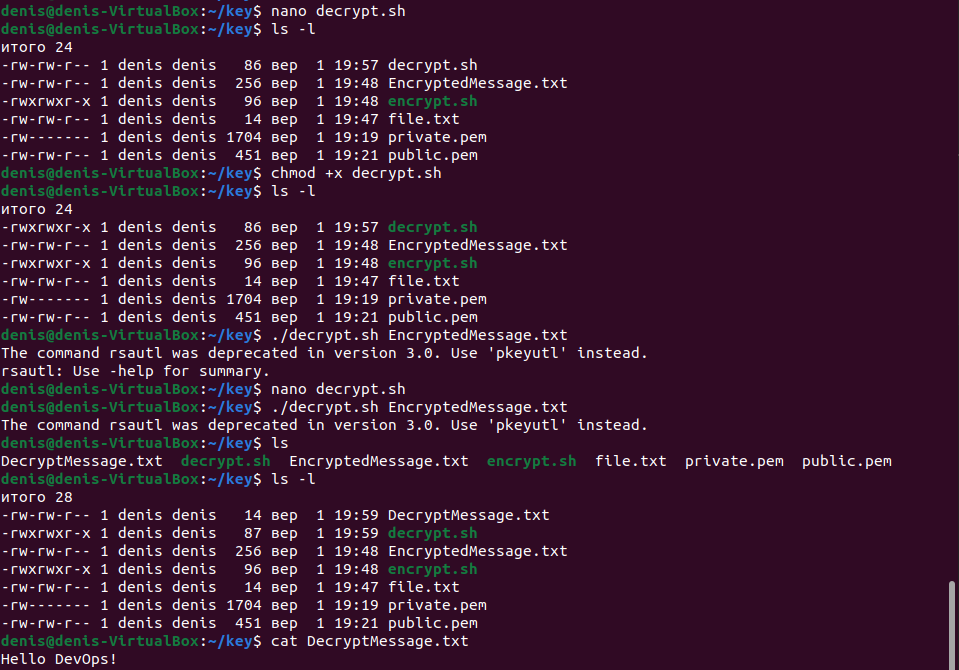 denis@denis-VirtualBox:~/key$ nano decrypt.sh
denis@denis-VirtualBox:~/key$ ls -l
итого 24
-rw-rw-r-- 1 denis denis   86 вер  1 19:57 decrypt.sh
-rw-rw-r-- 1 denis denis  256 вер  1 19:48 EncryptedMessage.txt
-rwxrwxr-x 1 denis denis   96 вер  1 19:48 encrypt.sh
-rw-rw-r-- 1 denis denis   14 вер  1 19:47 file.txt
-rw------- 1 denis denis 1704 вер  1 19:19 private.pem
-rw-rw-r-- 1 denis denis  451 вер  1 19:21 public.pem
denis@denis-VirtualBox:~/key$ chmod +x decrypt.sh
denis@denis-VirtualBox:~/key$ ls -l
итого 24
-rwxrwxr-x 1 denis denis   86 вер  1 19:57 decrypt.sh
-rw-rw-r-- 1 denis denis  256 вер  1 19:48 EncryptedMessage.txt
-rwxrwxr-x 1 denis denis   96 вер  1 19:48 encrypt.sh
-rw-rw-r-- 1 denis denis   14 вер  1 19:47 file.txt
-rw------- 1 denis denis 1704 вер  1 19:19 private.pem
-rw-rw-r-- 1 denis denis  451 вер  1 19:21 public.pem
denis@denis-VirtualBox:~/key$ ./decrypt.sh EncryptedMessage.txt
The command rsautl was deprecated in version 3.0. Use 'pkeyutl' instead.
rsautl: Use -help for summary.
denis@denis-VirtualBox:~/key$ nano decrypt.sh
denis@denis-VirtualBox:~/key$ ./decrypt.sh EncryptedMessage.txt
The command rsautl was deprecated in version 3.0. Use 'pkeyutl' instead.
denis@denis-VirtualBox:~/key$ ls
DecryptMessage.txt  decrypt.sh  EncryptedMessage.txt  encrypt.sh  file.txt  private.pem  public.pem
denis@denis-VirtualBox:~/key$ ls -l
итого 28
-rw-rw-r-- 1 denis denis   14 вер  1 19:59 DecryptMessage.txt
-rwxrwxr-x 1 denis denis   87 вер  1 19:59 decrypt.sh
-rw-rw-r-- 1 denis denis  256 вер  1 19:48 EncryptedMessage.txt
-rwxrwxr-x 1 denis denis   96 вер  1 19:48 encrypt.sh
-rw-rw-r-- 1 denis denis   14 вер  1 19:47 file.txt
-rw------- 1 denis denis 1704 вер  1 19:19 private.pem
-rw-rw-r-- 1 denis denis  451 вер  1 19:21 public.pem
denis@denis-VirtualBox:~/key$ cat DecryptMessage.txt
Hello DevOps!